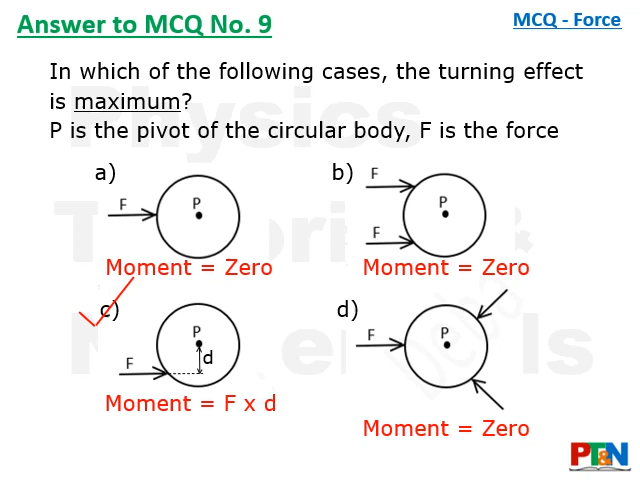 Answer to MCQ No. 9
MCQ - Force
In which of the following cases, the turning effect
is maximum?
P is the pivot of the circular body, F is the force
a)
F
P
Moment = Zero
b)
F
F
P
Moment = Zero
c)
F
P
d
Moment = F x d
d)
F
P
Moment = Zero
Physics
PT&N